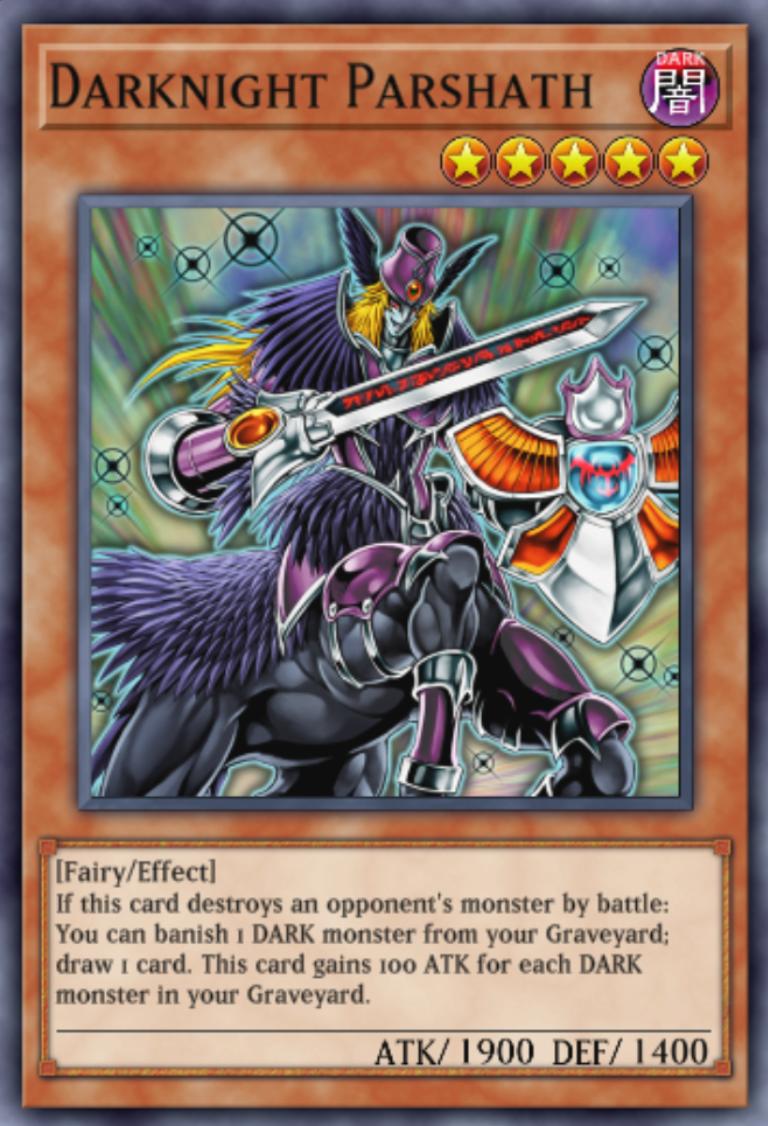 Darknight Parshath
DARK
闇
[Fairy/Effect]
If this card destroys an opponent's monster by battle:
You can banish 1 DARK monster from your Graveyard;
draw 1 card. This card gains 100 ATK for each DARK
monster in your Graveyard.
ATK/ 1900 DEF/ 1400